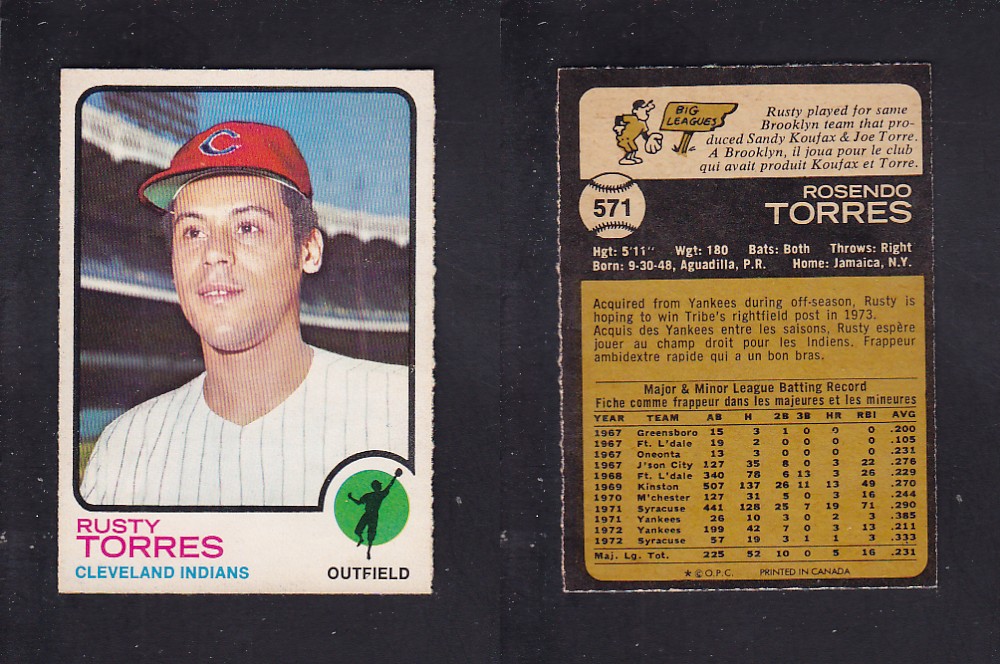 C
RUSTY
TORRES
CLEVELAND INDIANS
OUTFIELD
BIG
LEAGUES
Rusty played for same
Brooklyn team that pro-
duced Sandy Koufax & Joe Torre.
A Brooklyn, il joua pour le club
qui avait produit Koufax et Torre.
571
ROSENDO
TORRES
Hgt: 5'11" Wgt: 180 Bats: Both Throws: Right
Born: 9-30-48, Aguadilla, P.R. Home: Jamaica, N.Y.
Acquired from Yankees during off-season, Rusty is
hoping to win Tribe's rightfield post in 1973.
Acquis des Yankees entre les saisons, Rusty espère
jouer au champ droit pour les Indiens. Frappeur
ambidextre rapide qui a un bon bras.
Major & Minor League Batting Record
Fiche comme frappeur dans les majeures et les mineures
YEAR TEAM AB H 2B 3B HR RBI AVG
1967 Greensboro 15 3 1 0 0 0 .200
1967 Ft. L'dale 19 2 0 0 0 0 .105
1967 Oneonta 13 3 0 0 0 0 .231
1967 J'son City 127 35 8 0 3 22 .276
1968 Ft. L'dale 340 78 6 13 3 26 .229
1969 Kinston 507 137 26 11 13 49 .270
1970 M'chester 127 31 5 0 3 16 .244
1971 Syracuse 441 128 25 7 19 71 .290
1971 Yankees 26 10 3 0 2 3 .385
1972 Yankees 199 42 7 0 3 13 .211
1972 Syracuse 57 19 3 1 1 3 .333
Maj. Lg. Tot. 225 52 10 0 5 16 .231
★ © O.P.C. PRINTED IN CANADA